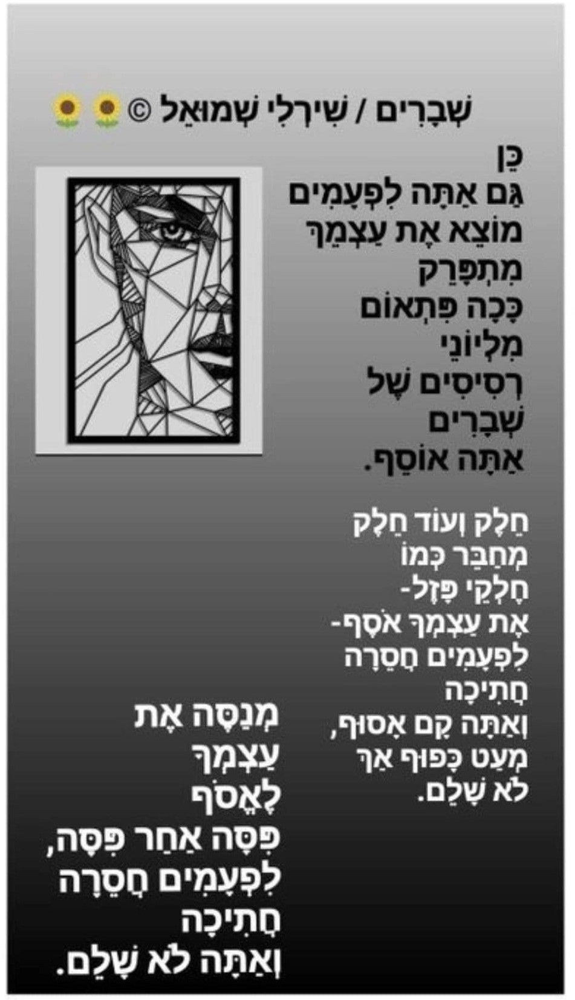 שְׁבָרִים / שִׁירְלִי שְׁמוּאֵל © 🌻🌻
כֵּן
גַּם אַתָּה לִפְעָמִים
מוֹצֵא אֶת עַצְמֵךְ
מִתְפָּרֵק
כָּכָה פִּתְאוֹם
מִלְיוֹנֵי
רְסִיסִים שֶׁל
שְׁבָרִים
אַתָּה אוֹסֵף.
חֵלֶק וְעוֹד חֵלֶק
מְחַבֵּר כְּמוֹ
חֶלְקֵי פָּזֶל-
אֶת עַצְמְךָ אֹסֶף-
לִפְעָמִים חֲסֵרָה
חֲתִיכָה
וְאַתָּה קָם אָסוּף,
מְעַט כָּפוּף אַךְ
לֹא שָׁלֵם.
מְנַסֶּה אֶת
עַצְמְךָ
לֶאֱסֹף
פִּסָּה אַחַר פִּסָּה,
לִפְעָמִים חֲסֵרָה
חֲתִיכָה
וְאַתָּה לֹא שָׁלֵם.